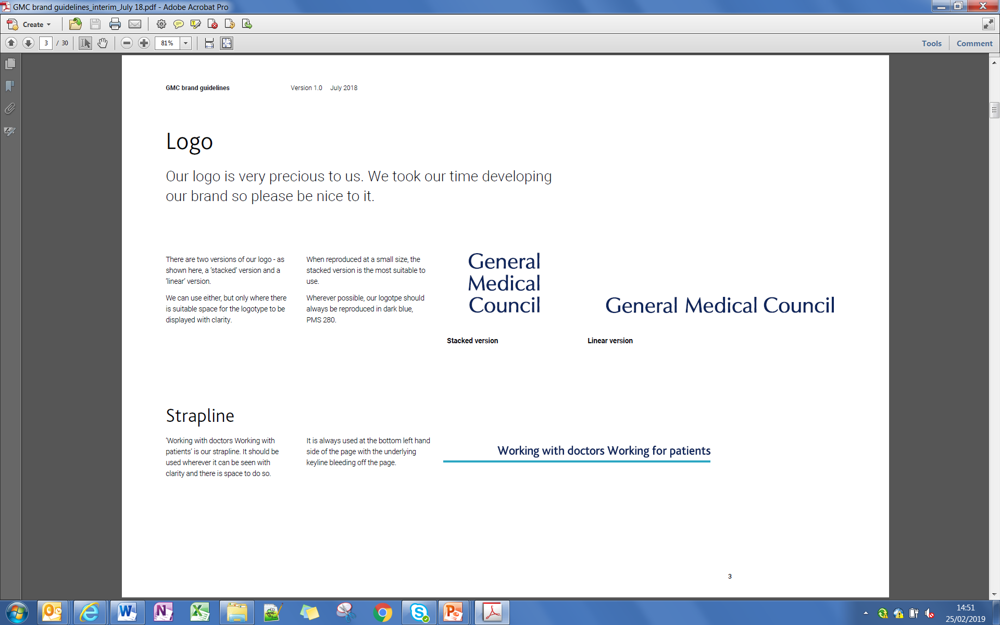 GMC brand guidelines_interim_July 18.pdf - Adobe Acrobat Pro
Create
3 / 30
81%
Tools
Comment
GMC brand guidelines Version 1.0 July 2018
Logo
Our logo is very precious to us. We took our time developing
our brand so please be nice to it.
There are two versions of our logo - as
shown here, a ‘stacked’ version and a
‘linear’ version.
We can use either, but only where there
is suitable space for the logotype to be
displayed with clarity.
When reproduced at a small size, the
stacked version is the most suitable to
use.
Wherever possible, our logotpe should
always be reproduced in dark blue,
PMS 280.
General
Medical
Council
Stacked version
General Medical Council
Linear version
Strapline
‘Working with doctors Working with
patients’ is our strapline. It should be
used wherever it can be seen with
clarity and there is space to do so.
It is always used at the bottom left hand
side of the page with the underlying
keyline bleeding off the page.
Working with doctors Working for patients
3
14:51
25/02/2019